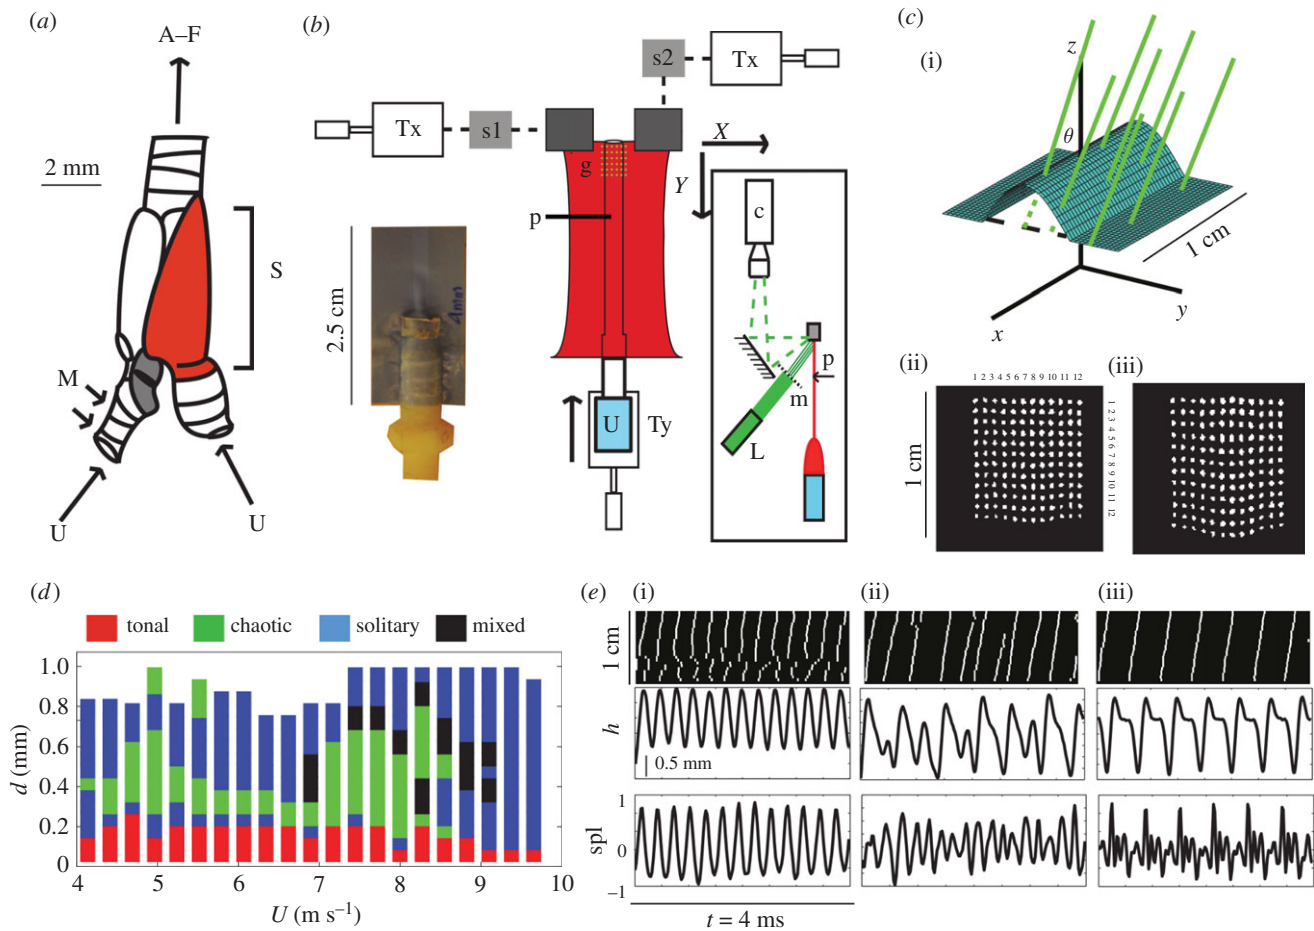 (a)
A–F
2 mm
S
M
U
U
(b)
s2
Tx
Tx
s1
X
Y
g
p
c
2.5 cm
p
m
L
U
Ty
(c)
(i)
z
θ
1 cm
y
x
(ii)
(iii)
1 2 3 4 5 6 7 8 9 10 11 12
1 2 3 4 5 6 7 8 9 10 11 12
1 cm
(d)
tonal chaotic solitary mixed
1.0
0.8
0.6
0.4
0.2
0
d (mm)
4 5 6 7 8 9 10
U (m s⁻¹)
(e) (i) (ii) (iii)
1 cm
h
0.5 mm
1
0
–1
spl
t = 4 ms